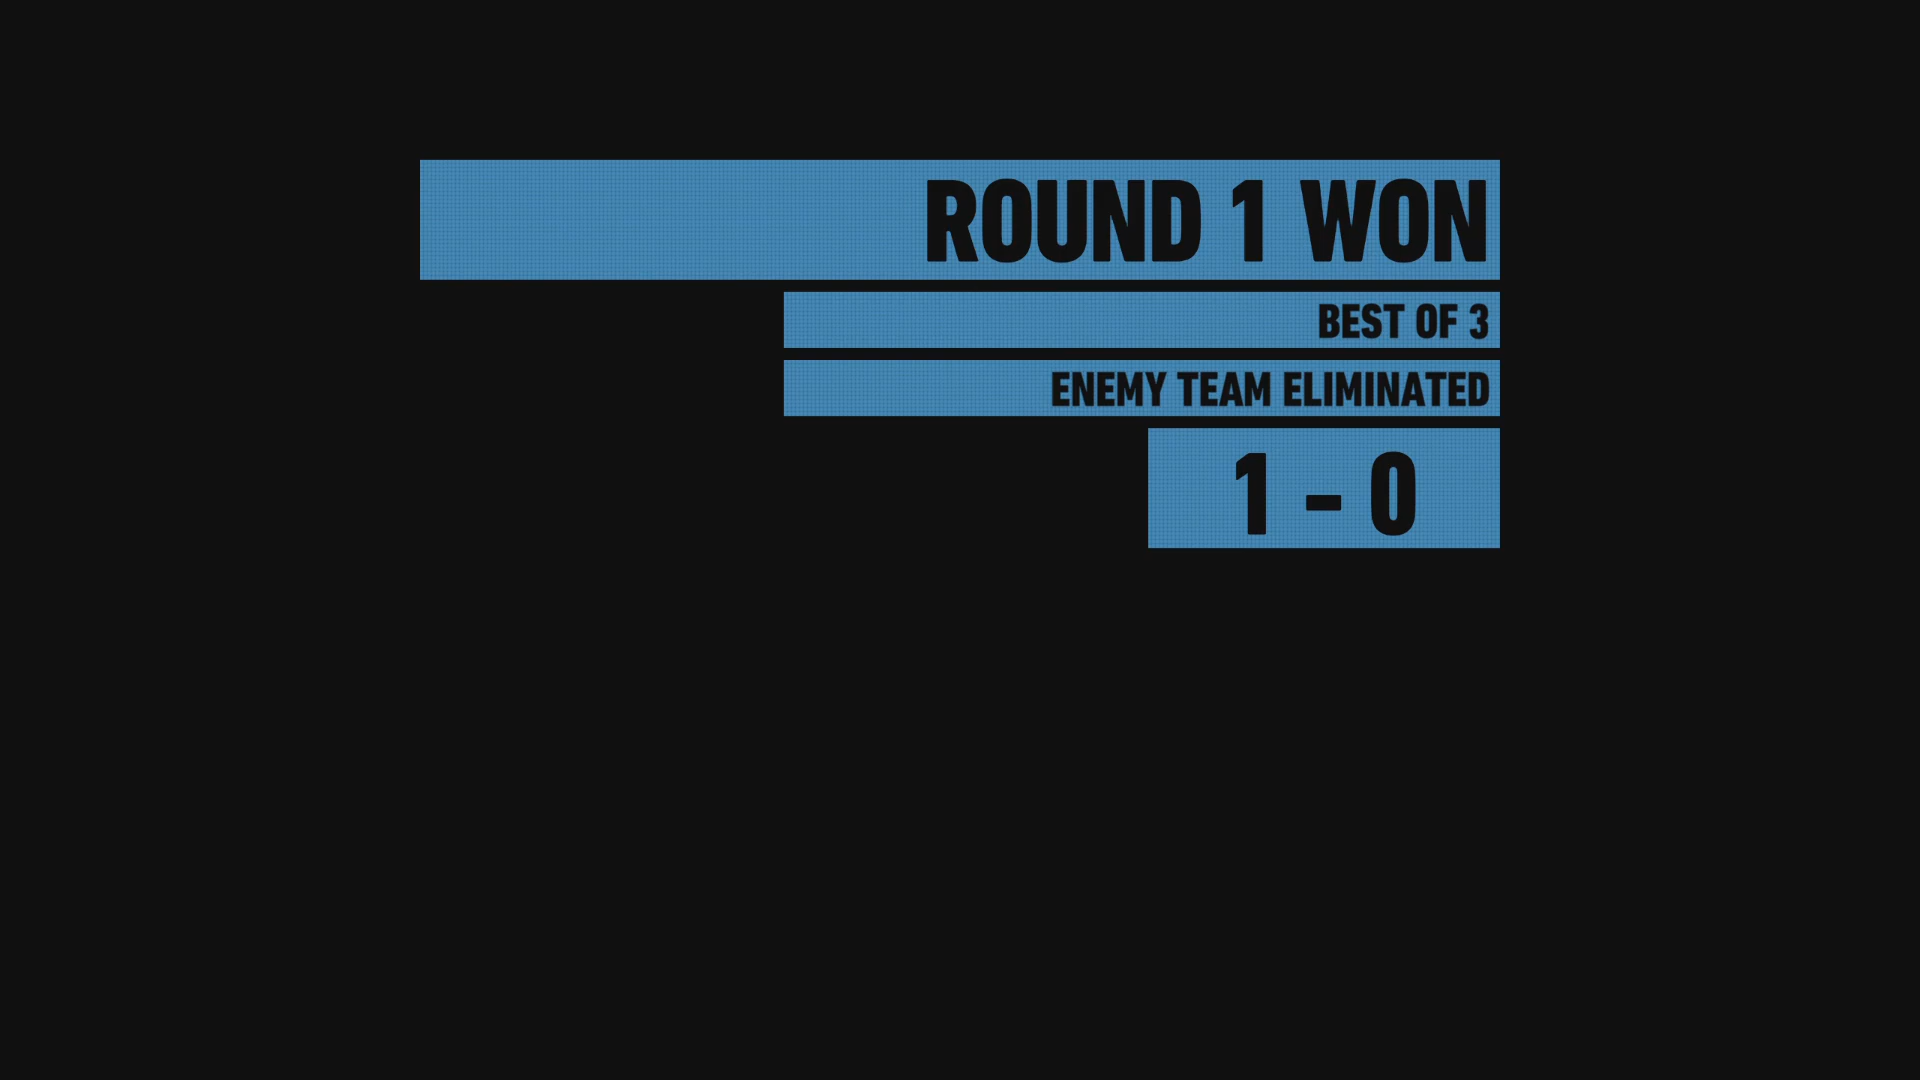 ROUND 1 WON
BEST OF 3
ENEMY TEAM ELIMINATED
1 - 0